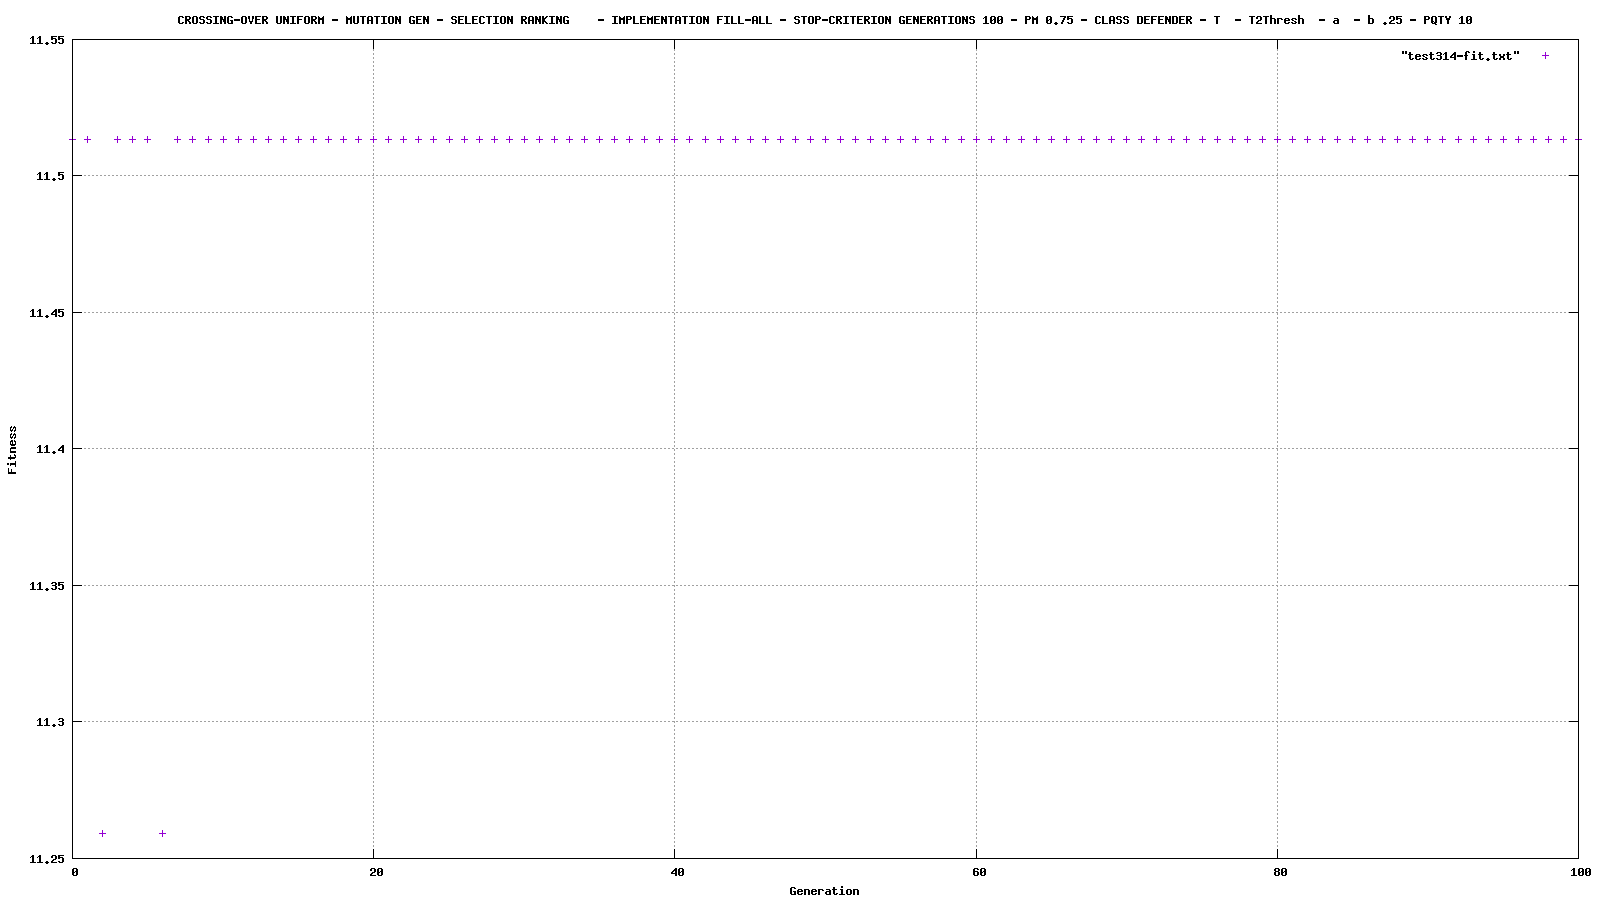 CROSSING-OVER UNIFORM - MUTATION GEN - SELECTION RANKING    - IMPLEMENTATION FILL-ALL - STOP-CRITERION GENERATIONS 100 - PM 0.75 - CLASS DEFENDER - T  - T2Thresh  - a  - b .25 - PQTY 10
11.55
"test314-fit.txt"
11.5
11.45
11.4
Fitness
11.35
11.3
11.25
0 20 40 60 80 100
Generation